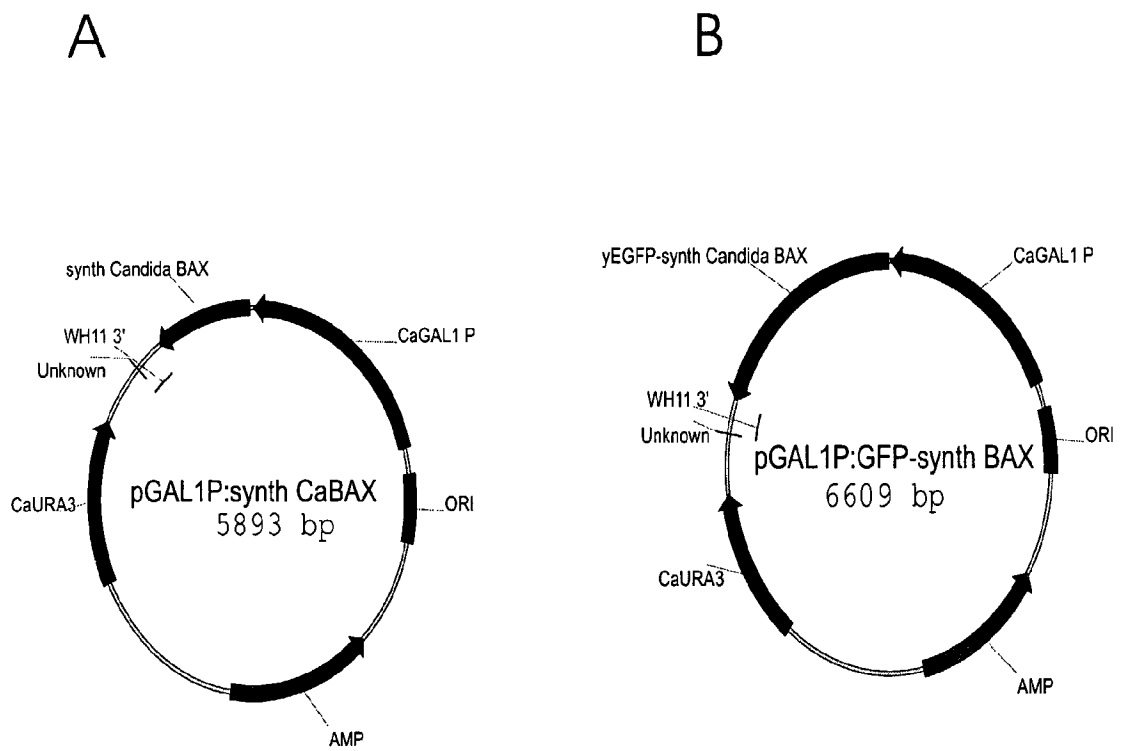 A
synth Candida BAX
WH11 3'
Unknown
CaGAL1 P
CaURA3
pGAL1P:synth CaBAX
5893 bp
ORI
AMP
B
yEGFP-synth Candida BAX
CaGAL1 P
WH11 3'
Unknown
ORI
pGAL1P:GFP-synth BAX
6609 bp
CaURA3
AMP